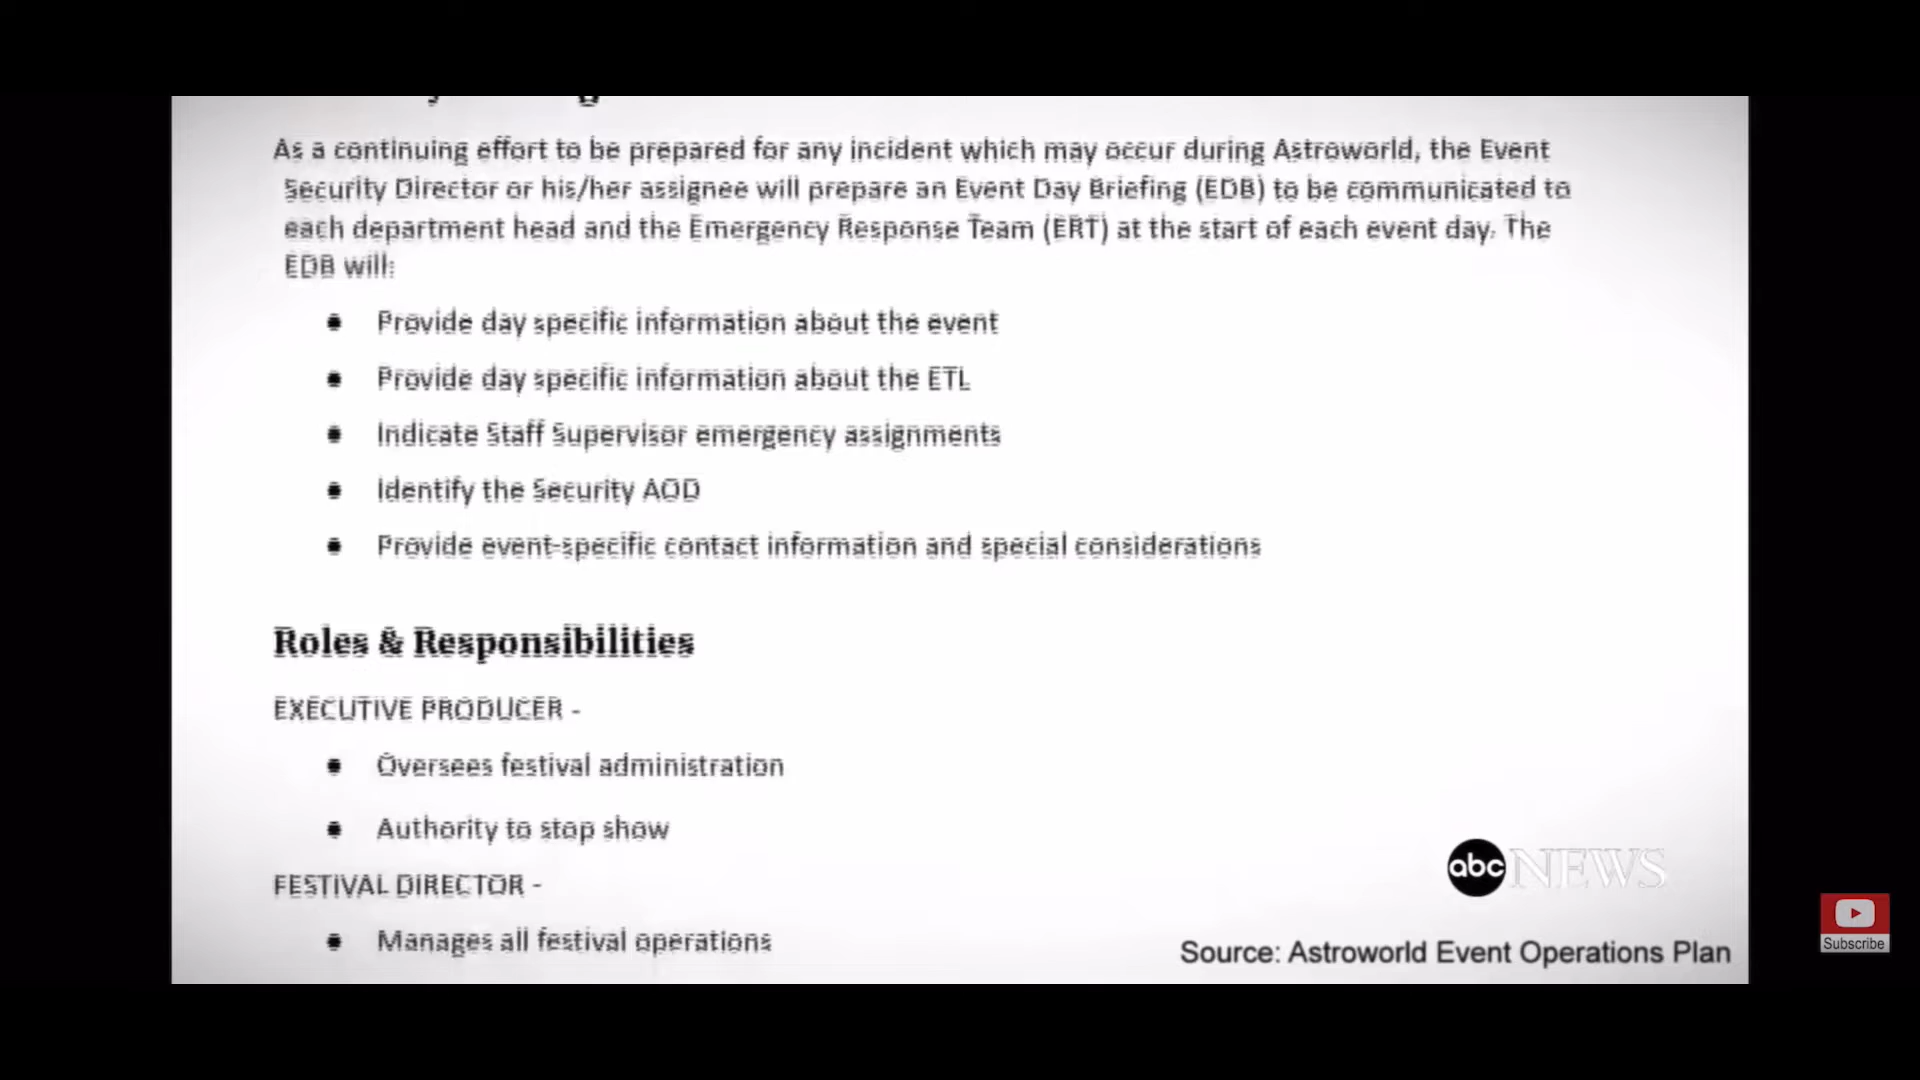 As a continuing effort to be prepared for any incident which may occur during Astroworld, the Event
Security Director or his/her assignee will prepare an Event Day Briefing (EDB) to be communicated to
each department head and the Emergency Response Team (ERT) at the start of each event day. The
EDB will:
● Provide day specific information about the event
● Provide day specific information about the ETL
● Indicate Staff Supervisor emergency assignments
● Identify the Security AOD
● Provide event-specific contact information and special considerations
Roles & Responsibilities
EXECUTIVE PRODUCER -
● Oversees festival administration
● Authority to stop show
FESTIVAL DIRECTOR -
● Manages all festival operations
abc NEWS
Source: Astroworld Event Operations Plan
Subscribe